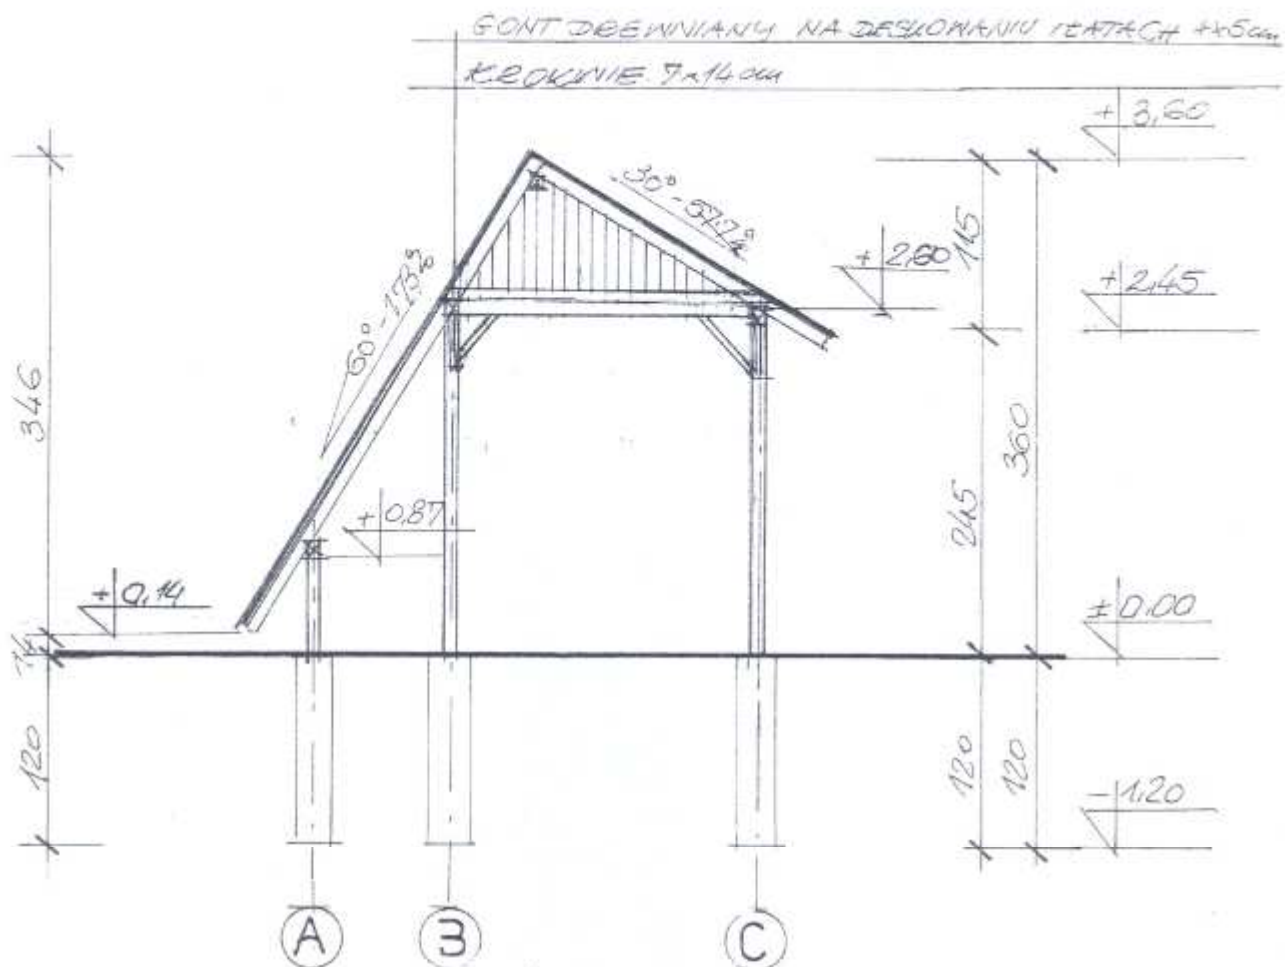 GONT DREWNIANY NA DESKOWANIU I ŁATACH 4x5cm
KROKWIE 7x14cm
+ 3,60
30° - 57.7%
+ 2,60
115
+ 2,45
60° - 173%
346
360
245
+ 0,87
+ 0,14
± 0.00
14
120
120
120
- 1.20
A
B
C